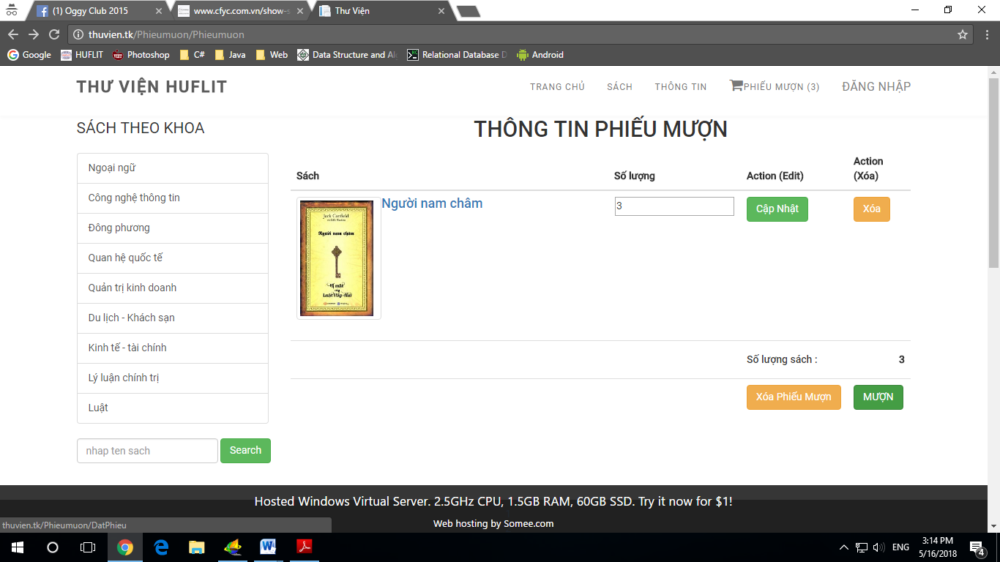 (1) Oggy Club 2015
www.cfyc.com.vn/show-s
Thư Viện
thuvien.tk/Phieumuon/Phieumuon
Google HUFLIT Photoshop C# Java Web Data Structure and Al Relational Database D Android
THƯ VIỆN HUFLIT
TRANG CHỦ SÁCH THÔNG TIN PHIẾU MƯỢN (3) ĐĂNG NHẬP
SÁCH THEO KHOA
Ngoại ngữ
Công nghệ thông tin
Đông phương
Quan hệ quốc tế
Quản trị kinh doanh
Du lịch - Khách sạn
Kinh tế - tài chính
Lý luận chính trị
Luật
nhap ten sach Search
THÔNG TIN PHIẾU MƯỢN
Sách Số lượng Action (Edit) Action (Xóa)
Jack Canfield
Người nam châm
Bí mật
của
Luật Hấp dẫn
Người nam châm 3 Cập Nhật Xóa
Số lượng sách : 3
Xóa Phiếu Mượn MƯỢN
Hosted Windows Virtual Server. 2.5GHz CPU, 1.5GB RAM, 60GB SSD. Try it now for $1!
Web hosting by Somee.com
thuvien.tk/Phieumuon/DatPhieu
ENG
3:14 PM
5/16/2018
4